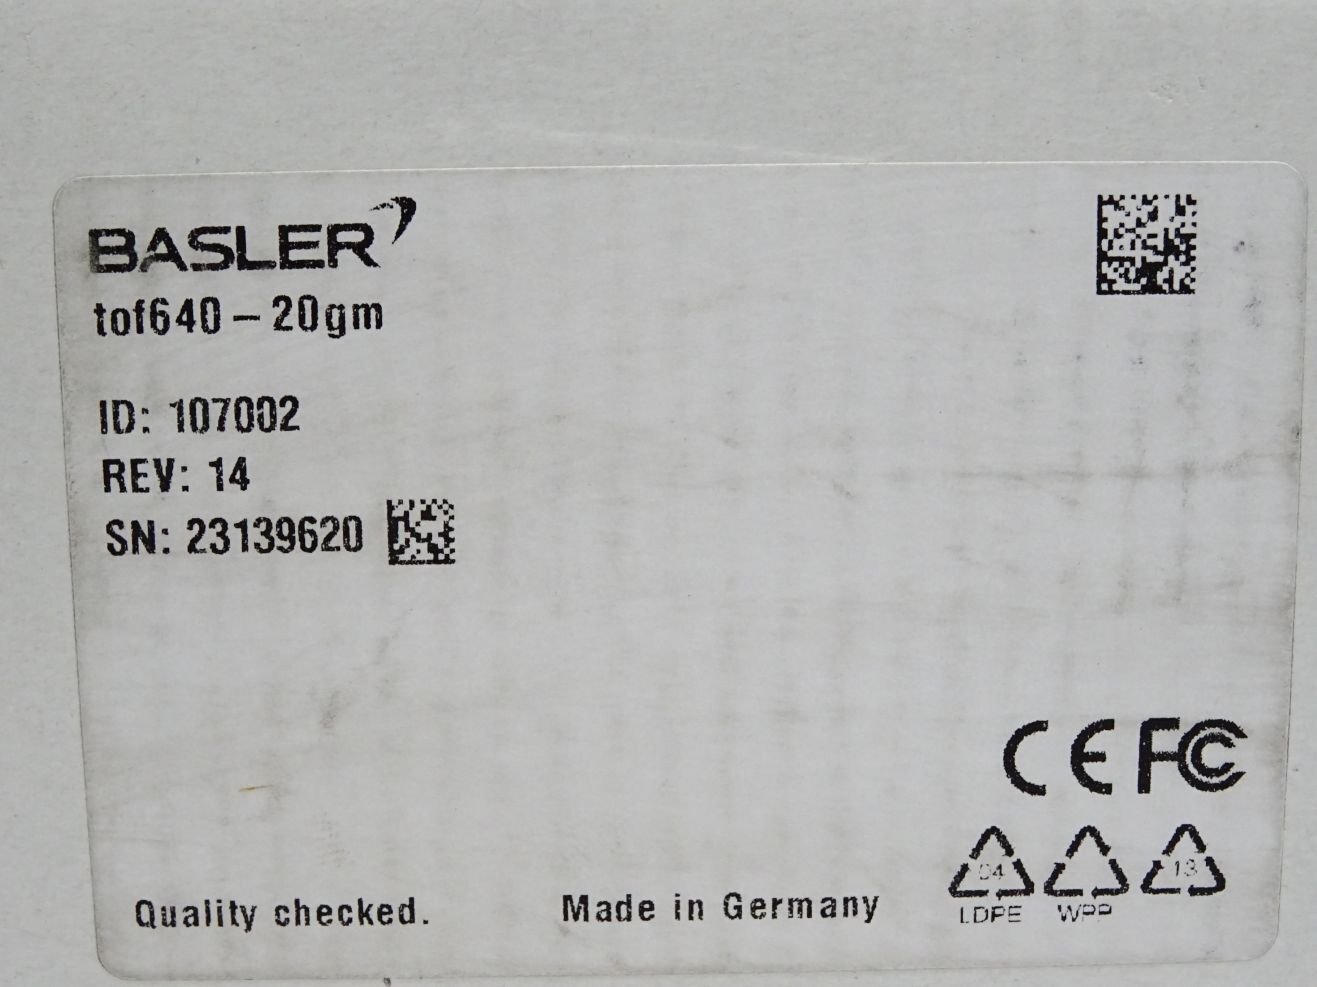 BASLER
tof640-20gm
ID: 107002
REV: 14
SN: 23139620
CE FC
04
13
LDPE
WPP
Quality checked.
Made in Germany